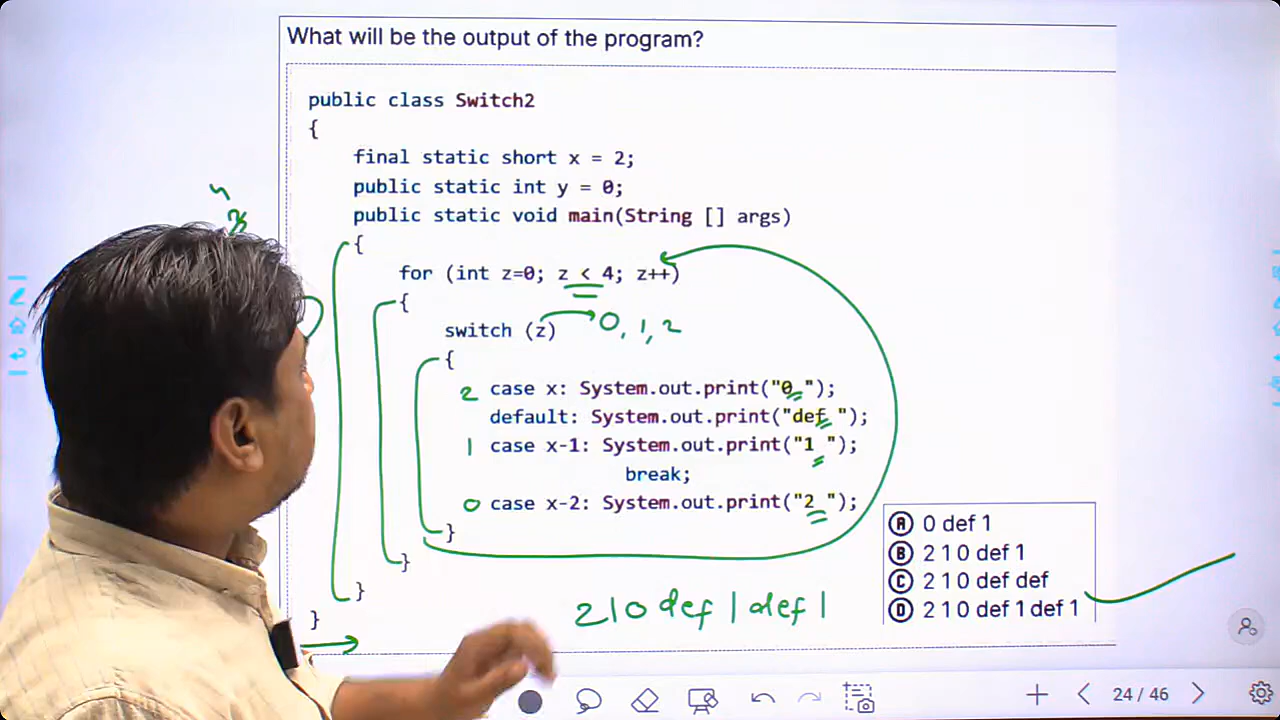 What will be the output of the program?
public class Switch2
{
final static short x = 2;
public static int y = 0;
public static void main(String [] args)
{
for (int z=0; z < 4; z++)
{
switch (z) 0, 1, 2
{
2 case x: System.out.print("0 ");
default: System.out.print("def ");
1 case x-1: System.out.print("1 ");
break;
0 case x-2: System.out.print("2 ");
}
}
}
}
A 0 def 1
B 2 1 0 def 1
C 2 1 0 def def
D 2 1 0 def 1 def 1
2 1 0 def 1 def 1
24 / 46